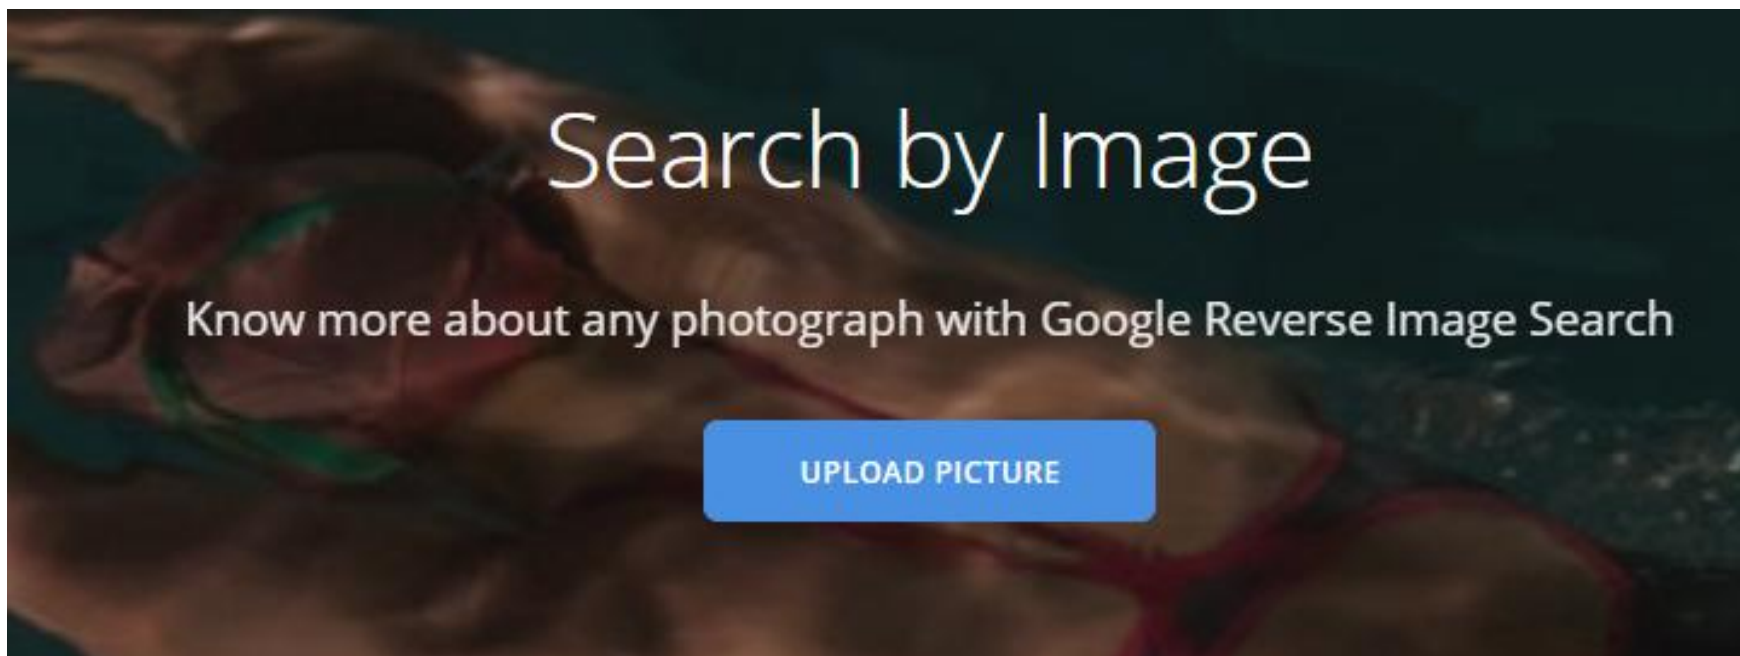 Search by Image
Know more about any photograph with Google Reverse Image Search
UPLOAD PICTURE